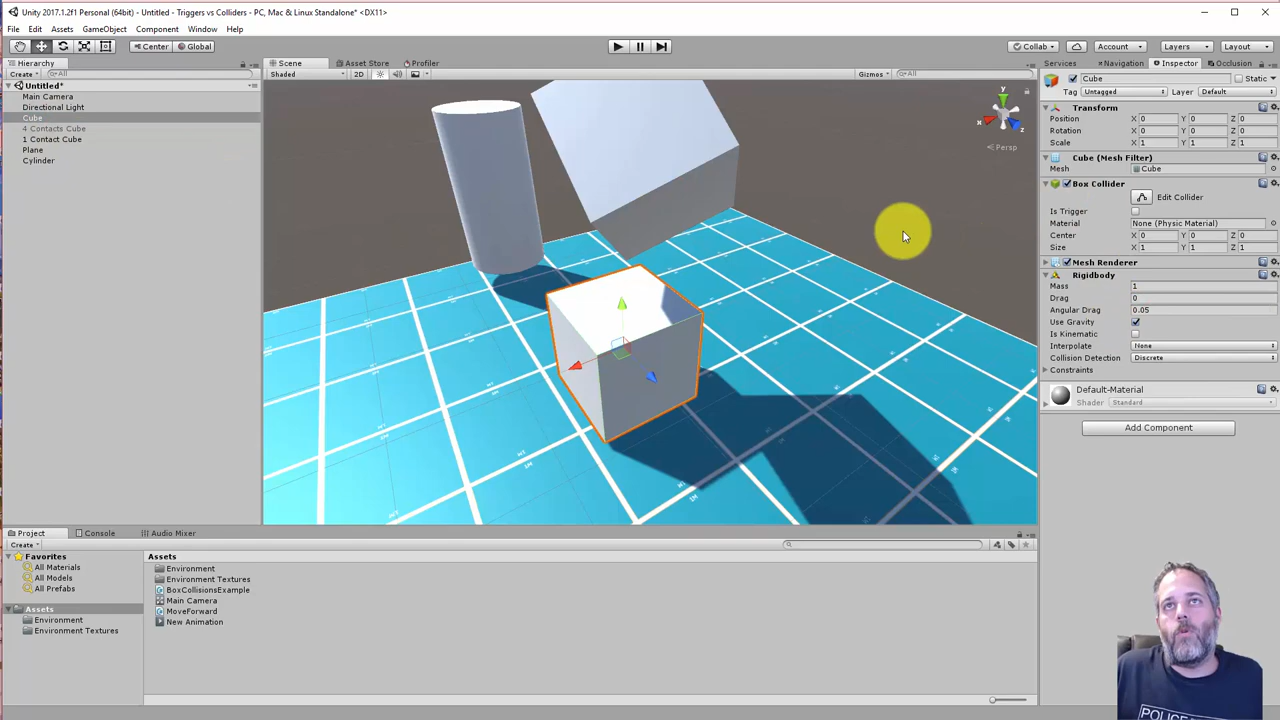 Unity 2017.1.2f1 Personal (64bit) - Untitled - Triggers vs Colliders - PC, Mac & Linux Standalone* <DX11>
File Edit Assets GameObject Component Window Help
Center Global Collab Account Layers Layout
Hierarchy
Create All
Untitled*
Main Camera
Directional Light
Cube
4 Contacts Cube
1 Contact Cube
Plane
Cylinder
Scene Asset Store Profiler
Shaded 2D Gizmos All
y
x
z
Persp
Services Navigation Inspector Occlusion
Cube Static
Tag Untagged Layer Default
Transform
Position X 0 Y 0 Z 0
Rotation X 0 Y 0 Z 0
Scale X 1 Y 1 Z 1
Cube (Mesh Filter)
Mesh Cube
Box Collider
Edit Collider
Is Trigger
Material None (Physic Material)
Center X 0 Y 0 Z 0
Size X 1 Y 1 Z 1
Mesh Renderer
Rigidbody
Mass 1
Drag 0
Angular Drag 0.05
Use Gravity
Is Kinematic
Interpolate None
Collision Detection Discrete
Constraints
Default-Material
Shader Standard
Add Component
Project Console Audio Mixer
Create
Favorites
All Materials
All Models
All Prefabs
Assets
Environment
Environment Textures
Assets
Environment
Environment Textures
BoxCollisionsExample
Main Camera
MoveForward
New Animation
POLICE